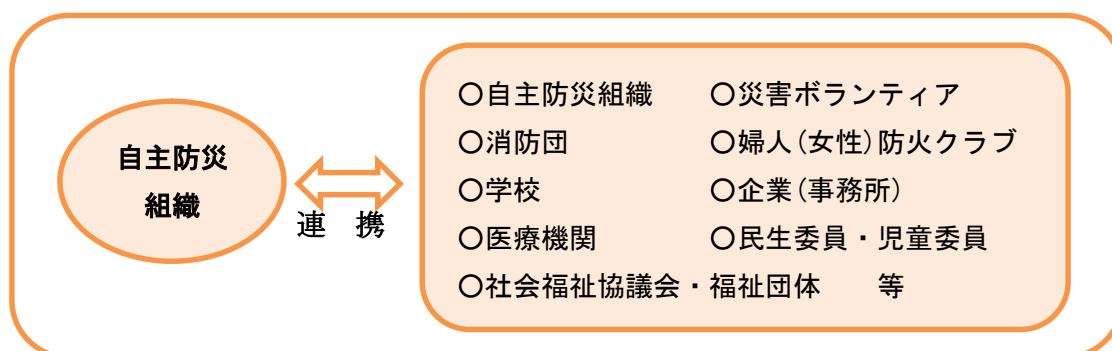 自主防災
組織
連　携
〇自主防災組織　　〇災害ボランティア
〇消防団　　〇婦人(女性)防火クラブ
〇学校　　〇企業(事務所)
〇医療機関　　〇民生委員・児童委員
〇社会福祉協議会・福祉団体　　等